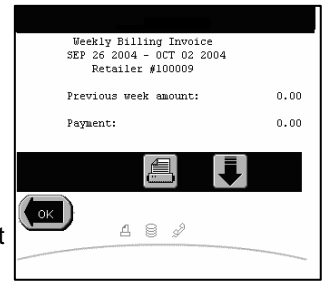 Weekly Billing Invoice
SEP 26 2004 - OCT 02 2004
Retailer #100009
Previous week amount: 0.00
Payment: 0.00
OK
t